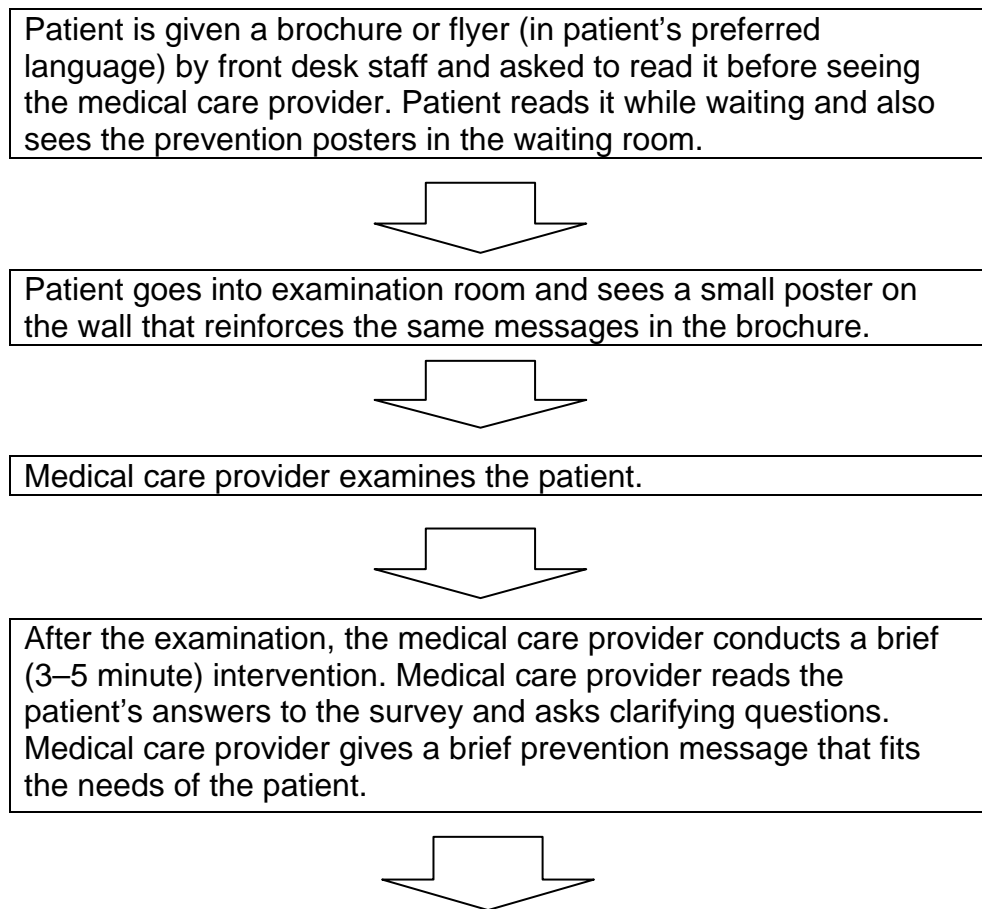 Patient is given a brochure or flyer (in patient’s preferred
language) by front desk staff and asked to read it before seeing
the medical care provider. Patient reads it while waiting and also
sees the prevention posters in the waiting room.
Patient goes into examination room and sees a small poster on
the wall that reinforces the same messages in the brochure.
Medical care provider examines the patient.
After the examination, the medical care provider conducts a brief
(3–5 minute) intervention. Medical care provider reads the
patient’s answers to the survey and asks clarifying questions.
Medical care provider gives a brief prevention message that fits
the needs of the patient.